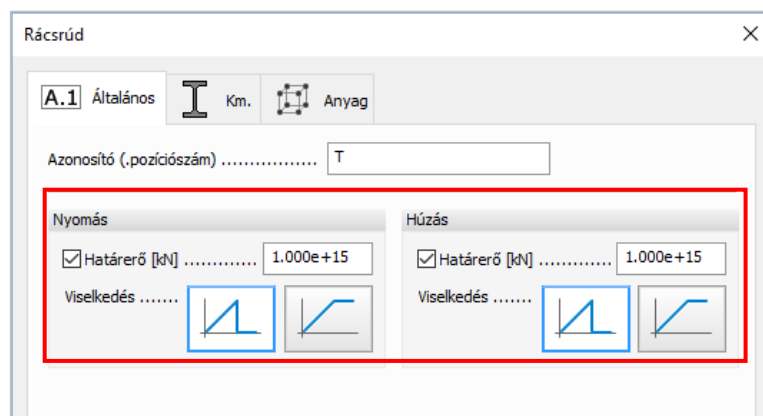 Rácsrúd
A.1 Általános Km. Anyag
Azonosító (.pozíciószám) ................. T
Nyomás
Határerő [kN] ............. 1.000e+15
Viselkedés .......
Húzás
Határerő [kN] ............. 1.000e+15
Viselkedés .......